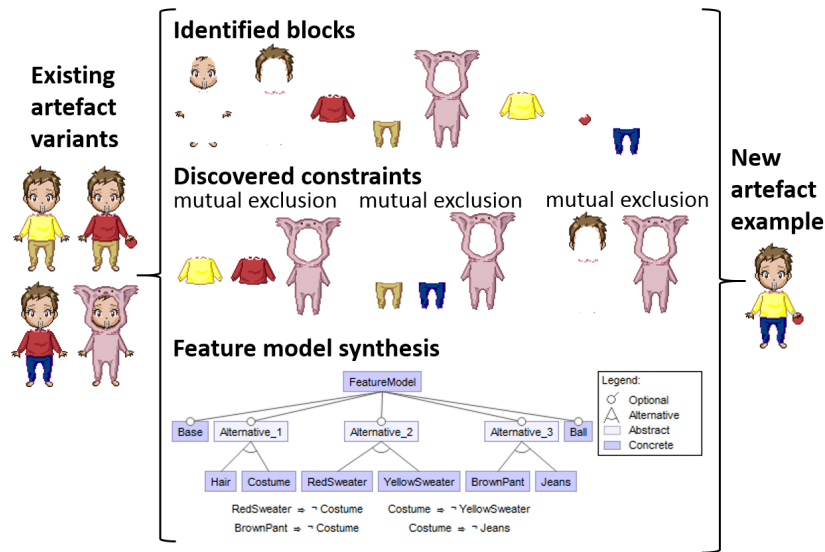 Existing
artefact
variants
Identified blocks
Discovered constraints
mutual exclusion mutual exclusion mutual exclusion
Feature model synthesis
FeatureModel
Base Alternative_1 Alternative_2 Alternative_3 Ball
Hair Costume RedSweater YellowSweater BrownPant Jeans
RedSweater ⇒ ¬ Costume Costume ⇒ ¬ YellowSweater
BrownPant ⇒ ¬ Costume Costume ⇒ ¬ Jeans
Legend:
Optional
Alternative
Abstract
Concrete
New
artefact
example